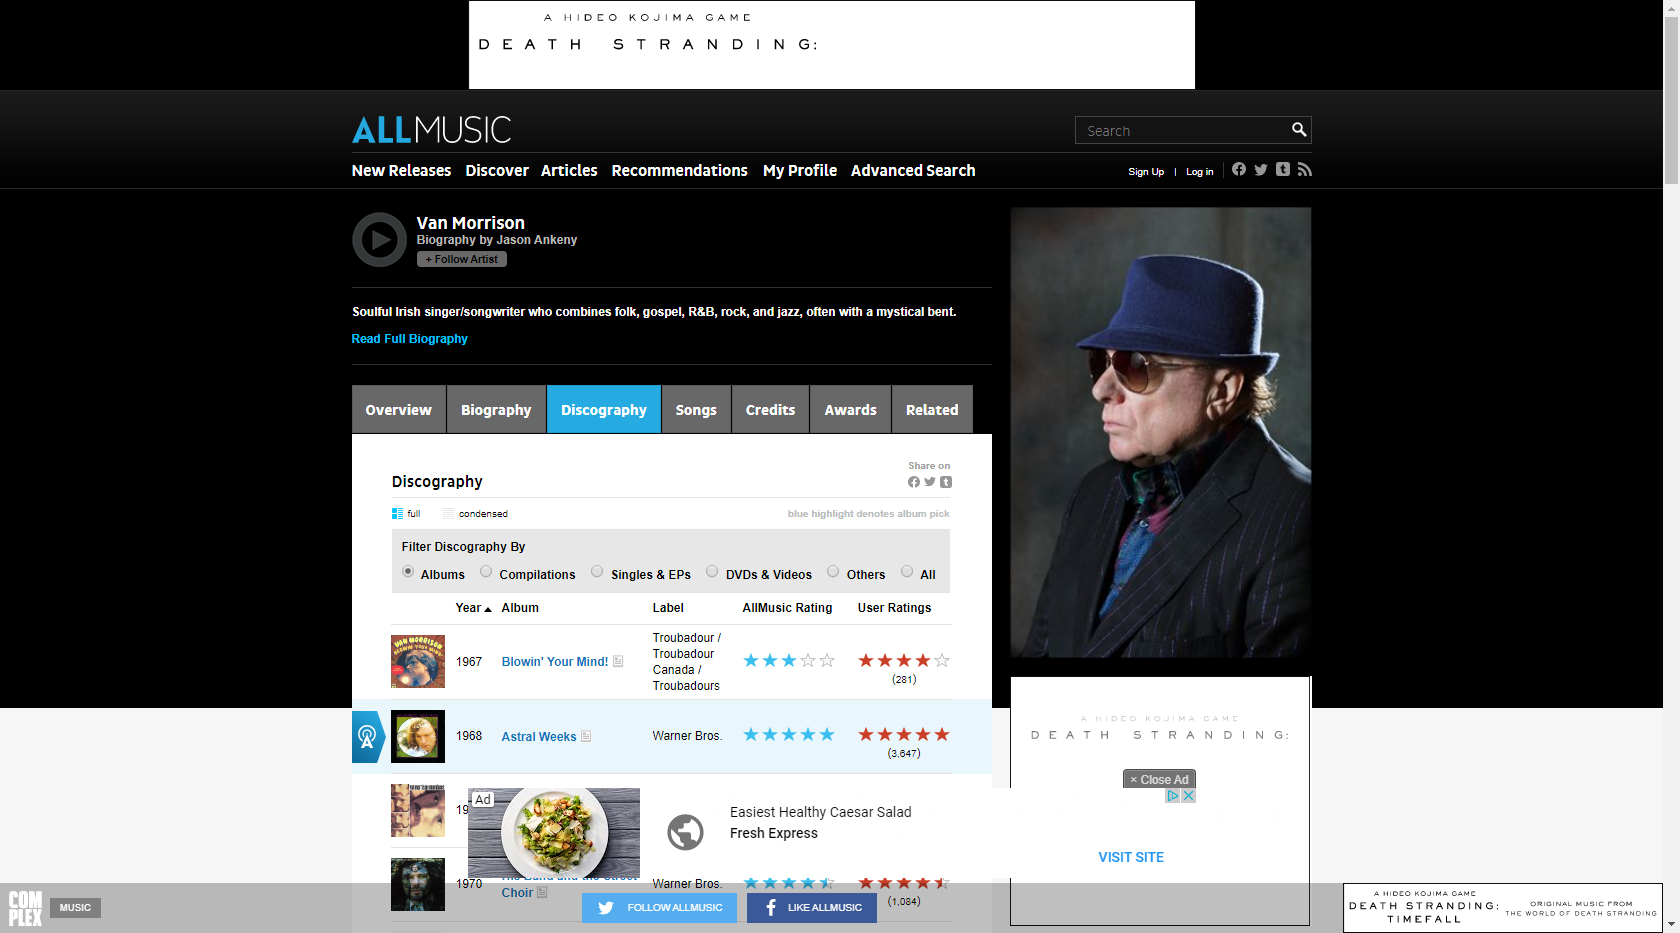 A HIDEO KOJIMA GAME
DEATH STRANDING:
ALLMUSIC
Search
New Releases Discover Articles Recommendations My Profile Advanced Search
Sign Up | Log in
Van Morrison
Biography by Jason Ankeny
+ Follow Artist
Soulful Irish singer/songwriter who combines folk, gospel, R&B, rock, and jazz, often with a mystical bent.
Read Full Biography
Overview Biography Discography Songs Credits Awards Related
Share on
Discography
full condensed blue highlight denotes album pick
Filter Discography By
Albums Compilations Singles & EPs DVDs & Videos Others All
Year Album Label AllMusic Rating User Ratings
VAN MORRISON
BLOWIN' YOUR MIND!
1967 Blowin' Your Mind!
Troubadour /
Troubadour
Canada /
Troubadours
(281)
1968 Astral Weeks Warner Bros.
(3,647)
A HIDEO KOJIMA GAME
DEATH STRANDING:
× Close Ad
Ad
Easiest Healthy Caesar Salad
Fresh Express
VISIT SITE
1970
Choir
Warner Bros.
(1,084)
COMPLEX
MUSIC
FOLLOW ALLMUSIC
LIKE ALLMUSIC
A HIDEO KOJIMA GAME
DEATH STRANDING:
TIMEFALL
ORIGINAL MUSIC FROM
THE WORLD OF DEATH STRANDING